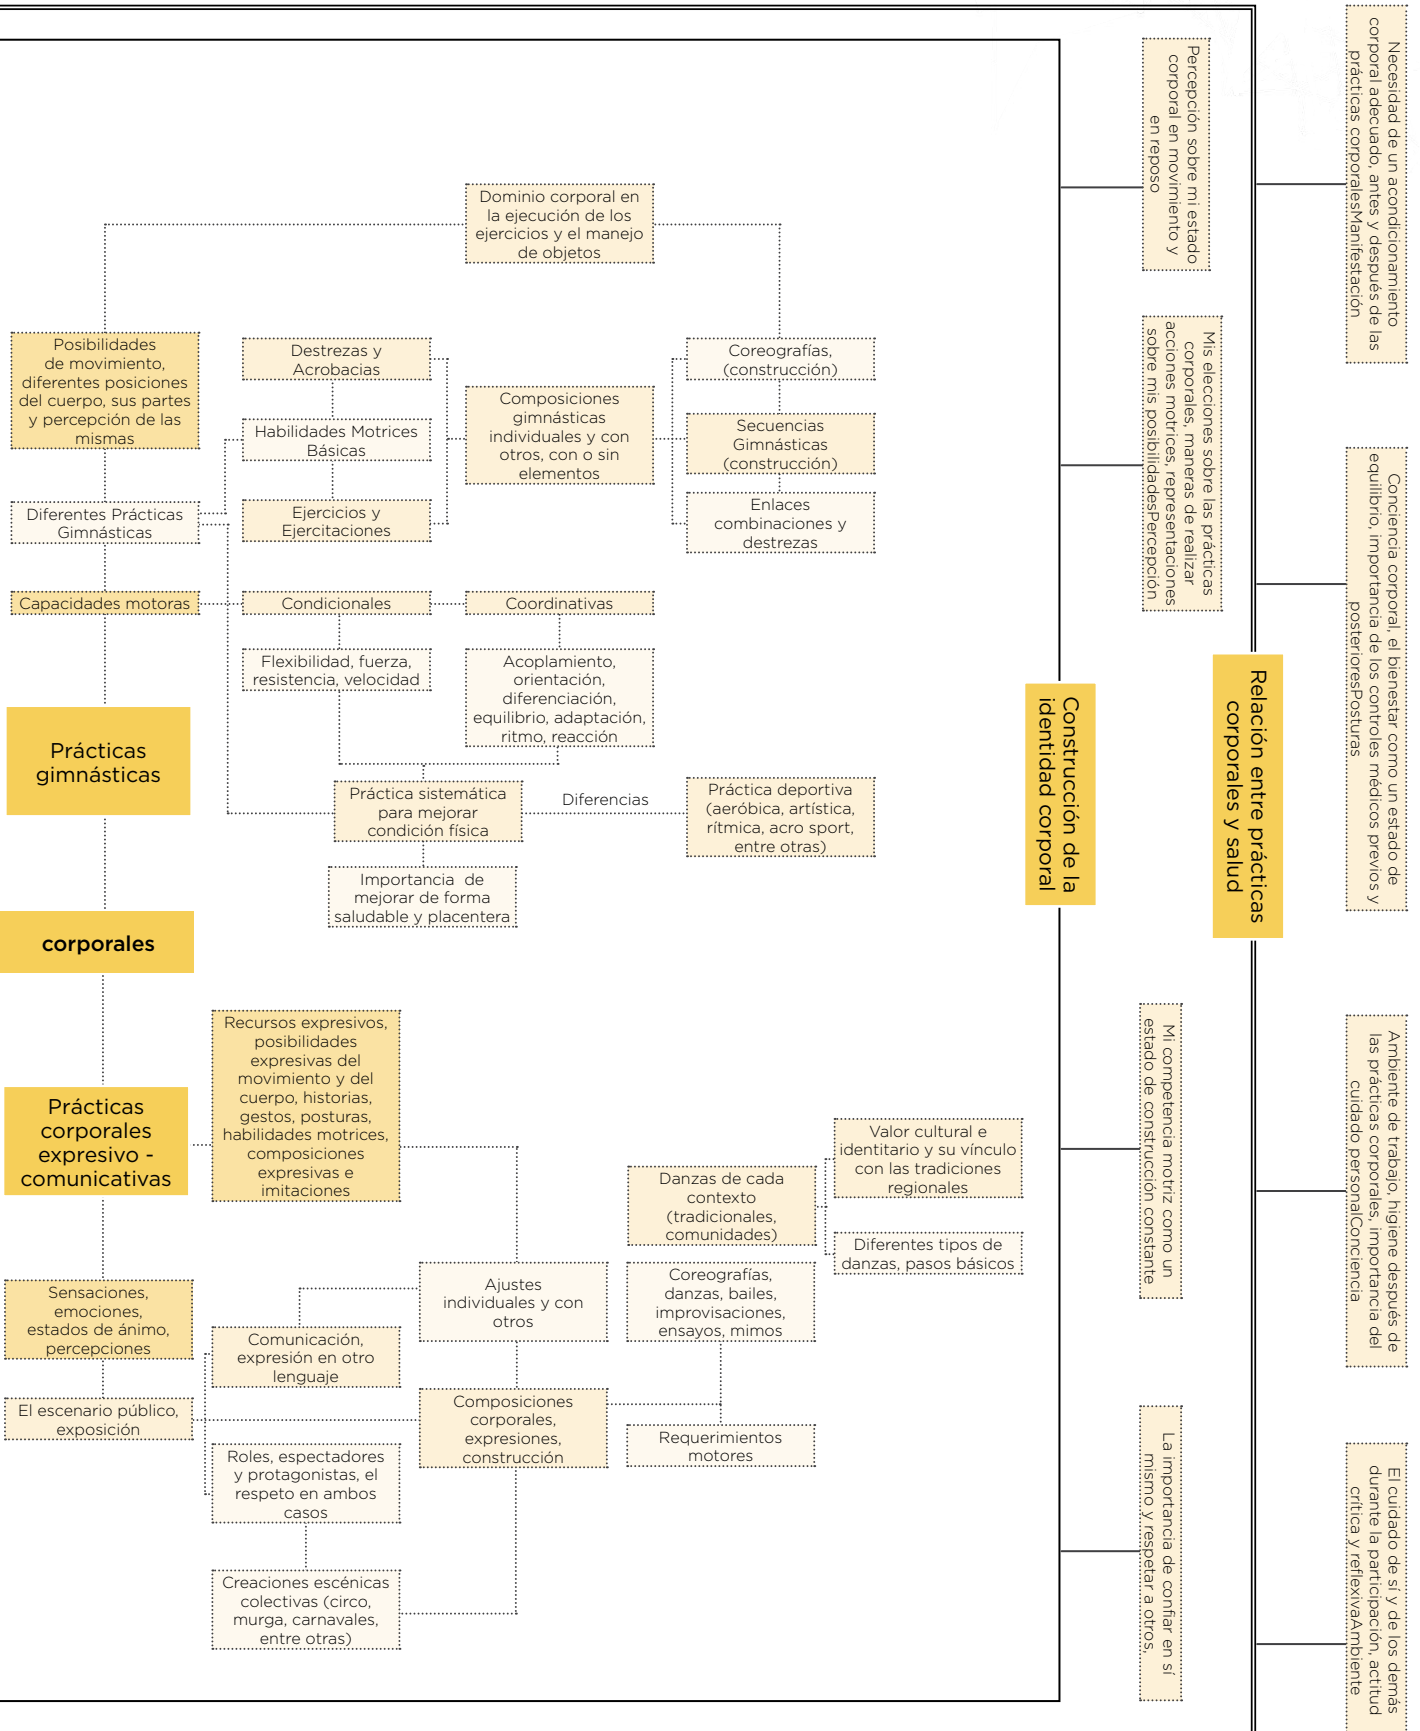 Dominio corporal en
la ejecución de los
ejercicios y el manejo
de objetos
Posibilidades
de movimiento,
diferentes posiciones
del cuerpo, sus partes
y percepción de las
mismas
Destrezas y
Acrobacias
Habilidades Motrices
Básicas
Ejercicios y
Ejercitaciones
Composiciones
gimnásticas
individuales y con
otros, con o sin
elementos
Coreografías,
(construcción)
Secuencias
Gimnásticas
(construcción)
Enlaces
combinaciones y
destrezas
Diferentes Prácticas
Gimnásticas
Capacidades motoras
Condicionales
Coordinativas
Flexibilidad, fuerza,
resistencia, velocidad
Acoplamiento,
orientación,
diferenciación,
equilibrio, adaptación,
ritmo, reacción
Prácticas
gimnásticas
Práctica sistemática
para mejorar
condición física
Diferencias
Práctica deportiva
(aeróbica, artística,
rítmica, acro sport,
entre otras)
Importancia de
mejorar de forma
saludable y placentera
corporales
Prácticas
corporales
expresivo -
comunicativas
Recursos expresivos,
posibilidades
expresivas del
movimiento y del
cuerpo, historias,
gestos, posturas,
habilidades motrices,
composiciones
expresivas e
imitaciones
Valor cultural e
identitario y su vínculo
con las tradiciones
regionales
Danzas de cada
contexto
(tradicionales,
comunidades)
Diferentes tipos de
danzas, pasos básicos
Sensaciones,
emociones,
estados de ánimo,
percepciones
Ajustes
individuales y con
otros
Coreografías,
danzas, bailes,
improvisaciones,
ensayos, mimos
Comunicación,
expresión en otro
lenguaje
El escenario público,
exposición
Composiciones
corporales,
expresiones,
construcción
Requerimientos
motores
Roles, espectadores
y protagonistas, el
respeto en ambos
casos
Creaciones escénicas
colectivas (circo,
murga, carnavales,
entre otras)
Construcción de la
identidad corporal
Percepción sobre mi estado
corporal en movimiento y
en reposo
Mis elecciones sobre las prácticas
corporales, maneras de realizar
acciones motrices, representaciones
sobre mis posibilidadesPercepción
Mi competencia motriz como un
estado de construcción constante
La importancia de confiar en sí
mismo y respetar a otros,
Relación entre prácticas
corporales y salud
Necesidad de un acondicionamiento
corporal adecuado, antes y después de las
prácticas corporalesManifestación
Conciencia corporal, el bienestar como un estado de
equilibrio, importancia de los controles médicos previos y
posterioresPosturas
Ambiente de trabajo, higiene después de
las prácticas corporales, importancia del
cuidado personalConciencia
El cuidado de sí y de los demás
durante la participación, actitud
crítica y reflexivaAmbiente